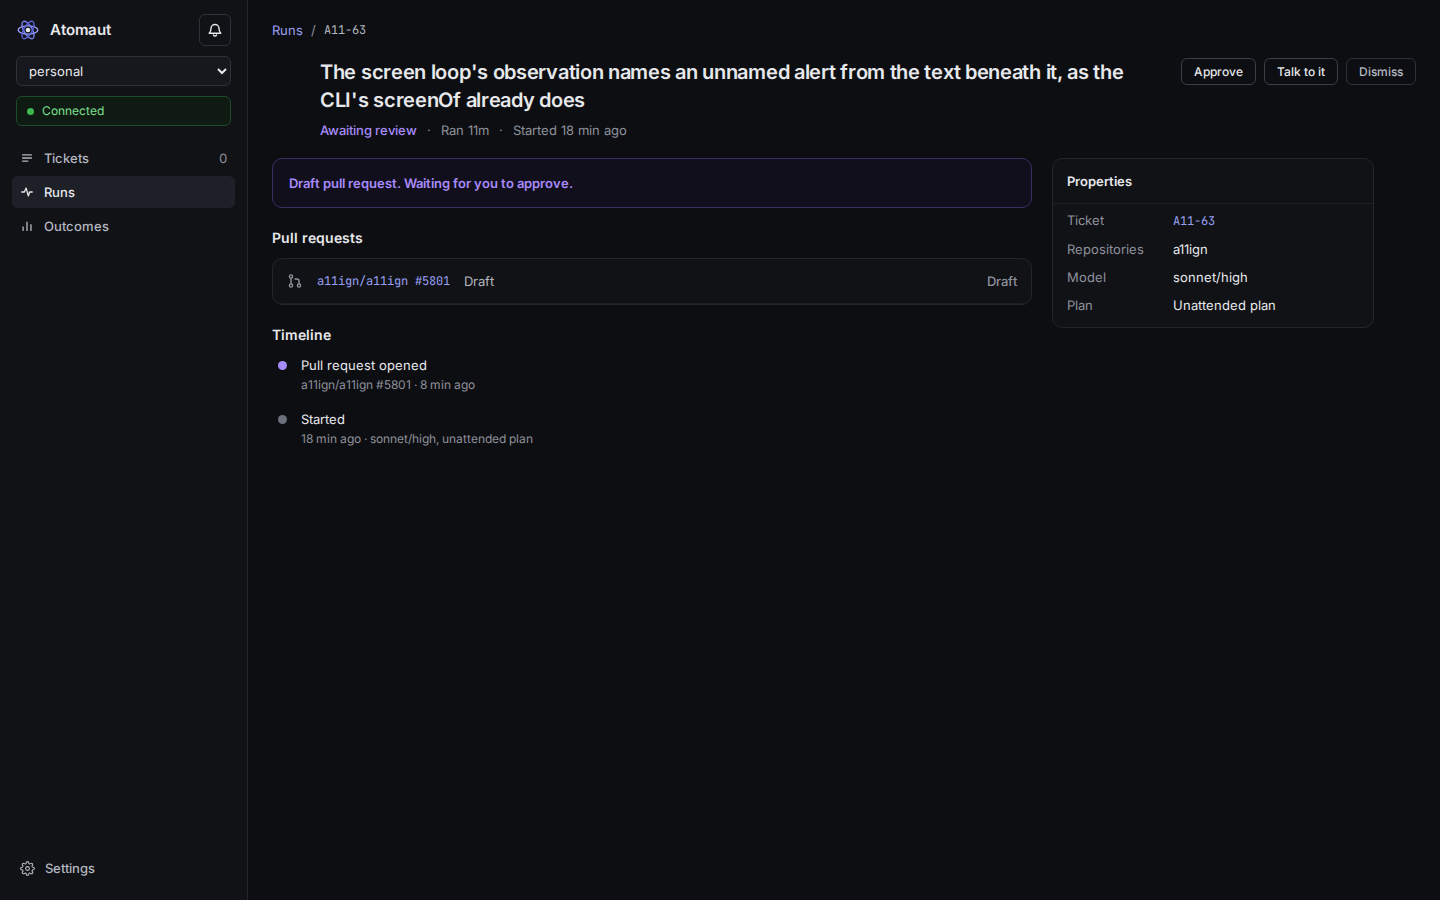 Atomaut
personal
Connected
Tickets 0
Runs
Outcomes
Settings
Runs / A11-63
The screen loop's observation names an unnamed alert from the text beneath it, as the
CLI's screenOf already does
Awaiting review · Ran 11m · Started 18 min ago
Approve
Talk to it
Dismiss
Draft pull request. Waiting for you to approve.
Pull requests
a11ign/a11ign #5801 Draft Draft
Timeline
Pull request opened
a11ign/a11ign #5801 · 8 min ago
Started
18 min ago · sonnet/high, unattended plan
Properties
Ticket A11-63
Repositories a11ign
Model sonnet/high
Plan Unattended plan